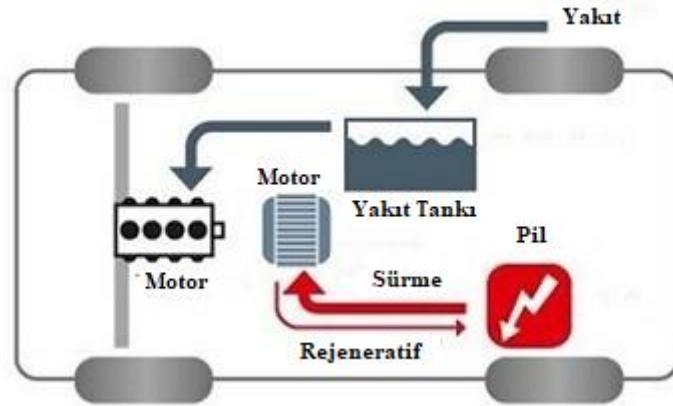 Yakıt
Motor
Yakıt Tankı
Pil
Motor
Sürme
Rejeneratif